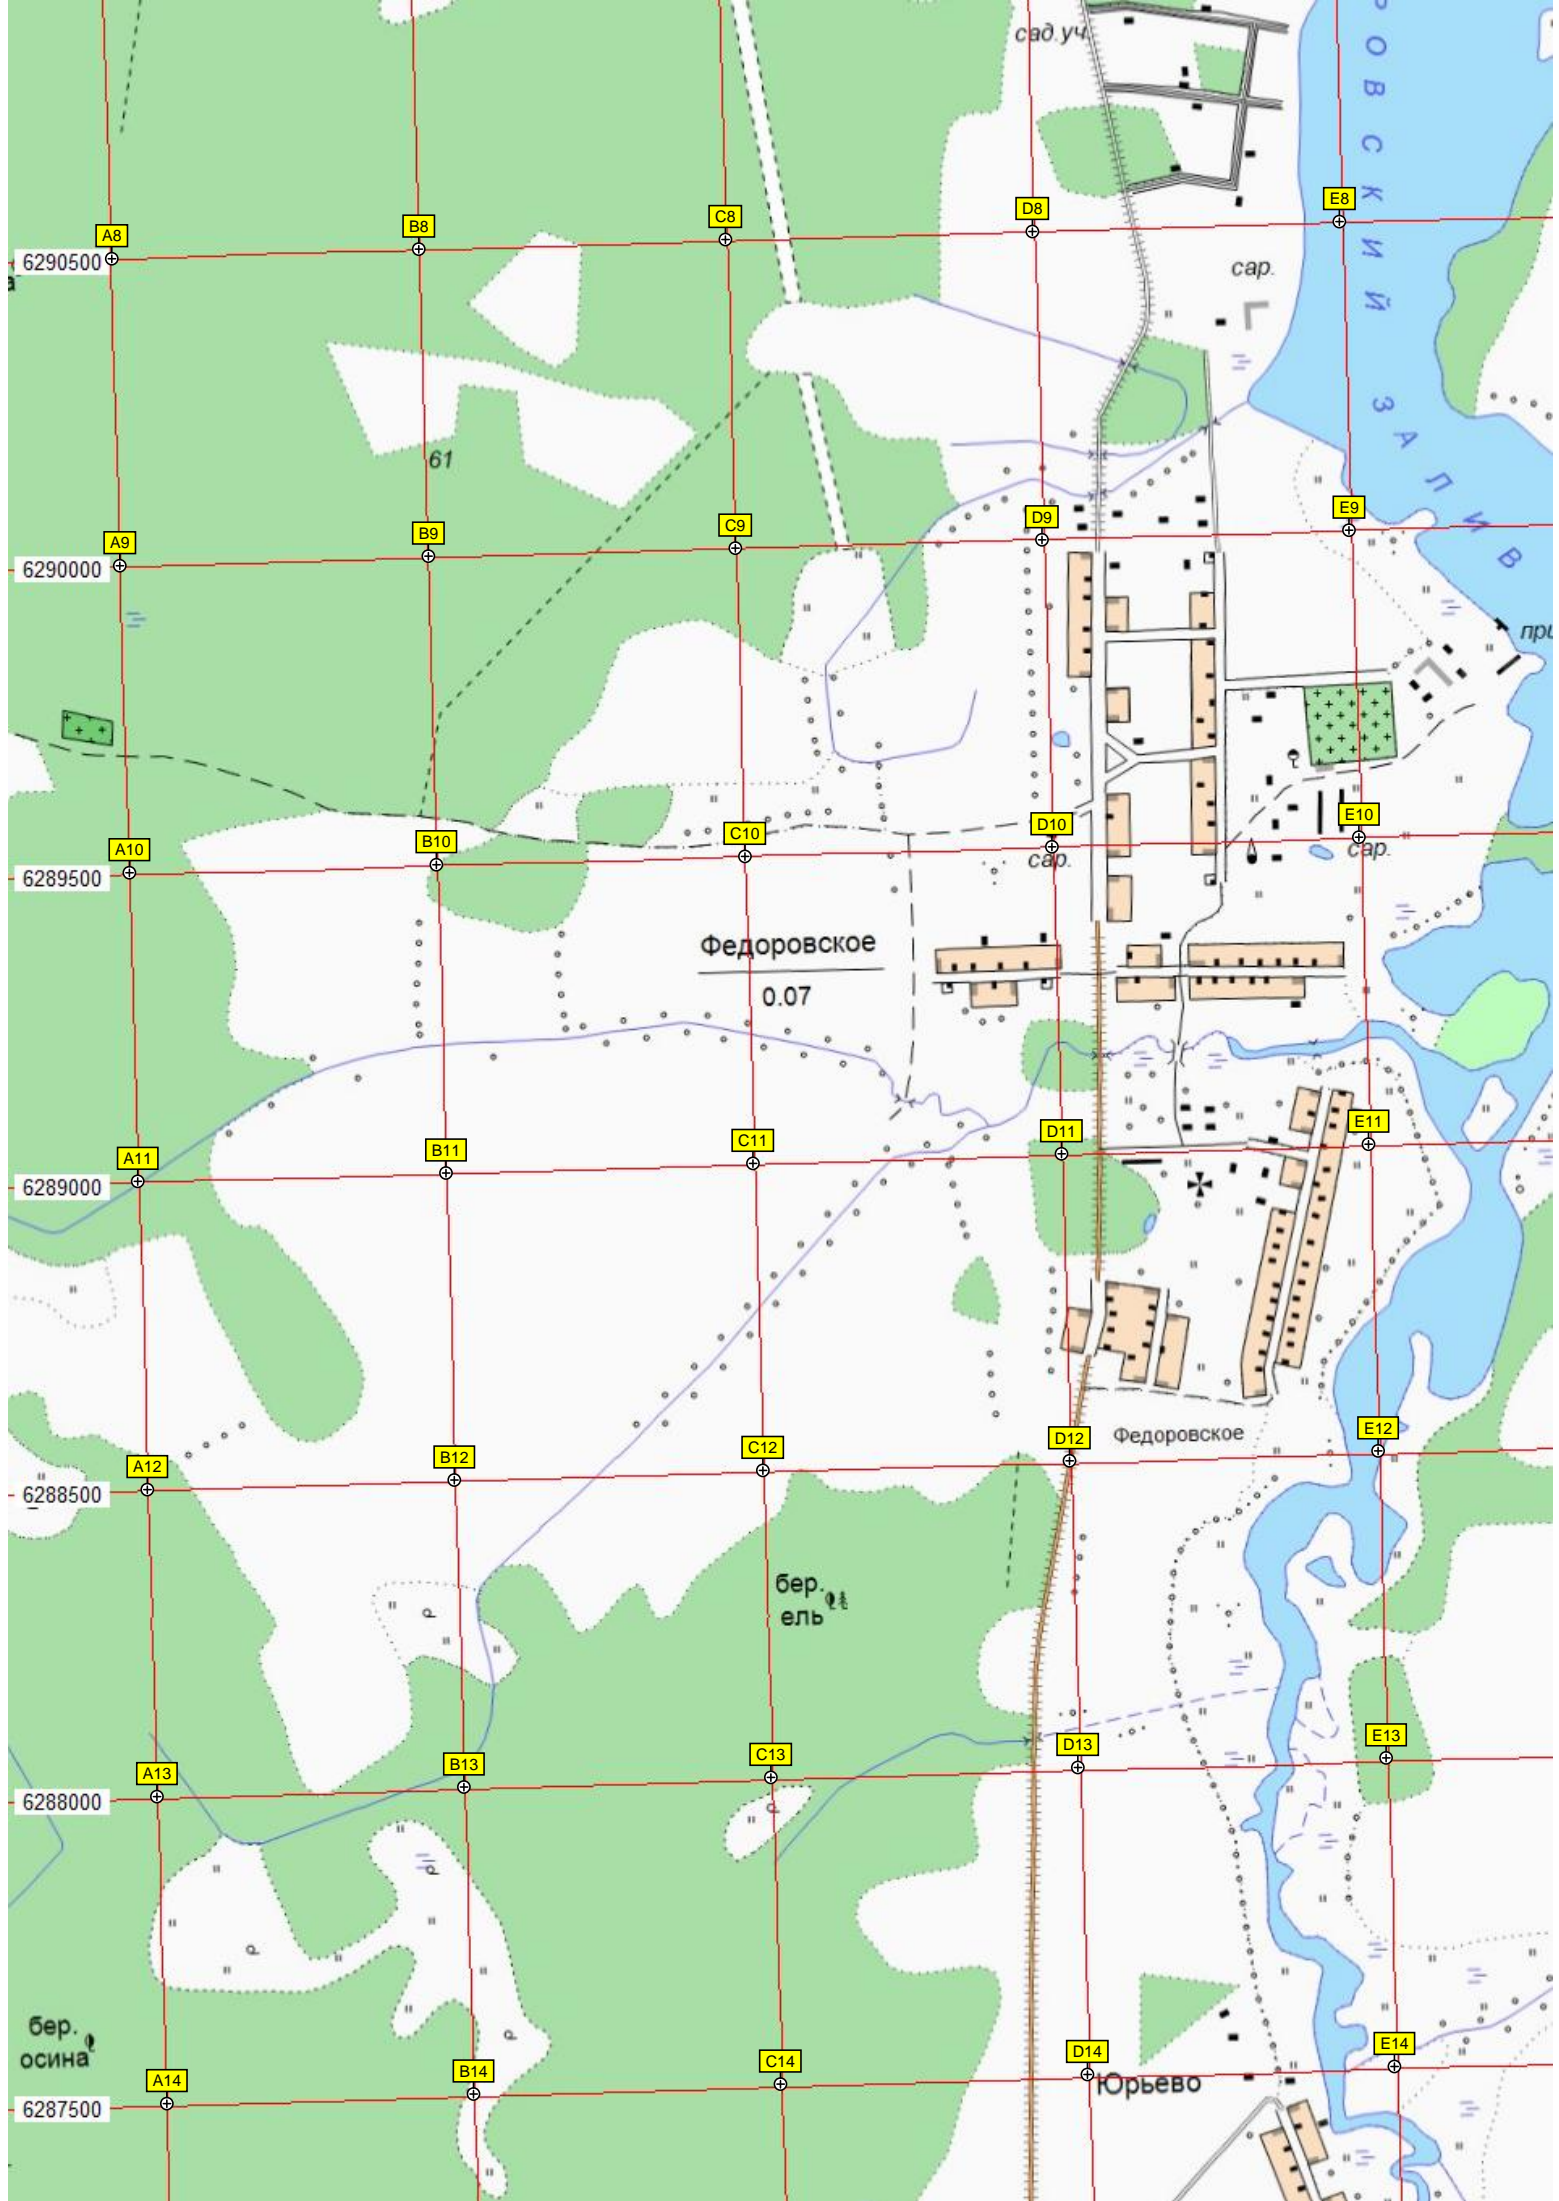 сад.уч.
РОВСКИЙ ЗАЛИВ
A8
B8
C8
D8
E8
6290500
сар.
61
A9
B9
C9
D9
E9
6290000
A10
B10
C10
D10
E10
6289500
сар.
сар.
Федоровское
0.07
A11
B11
C11
D11
E11
6289000
A12
B12
C12
D12
E12
Федоровское
6288500
бер.
ель
A13
B13
C13
D13
E13
6288000
бер.
осина
A14
B14
C14
D14
E14
Юрьево
6287500